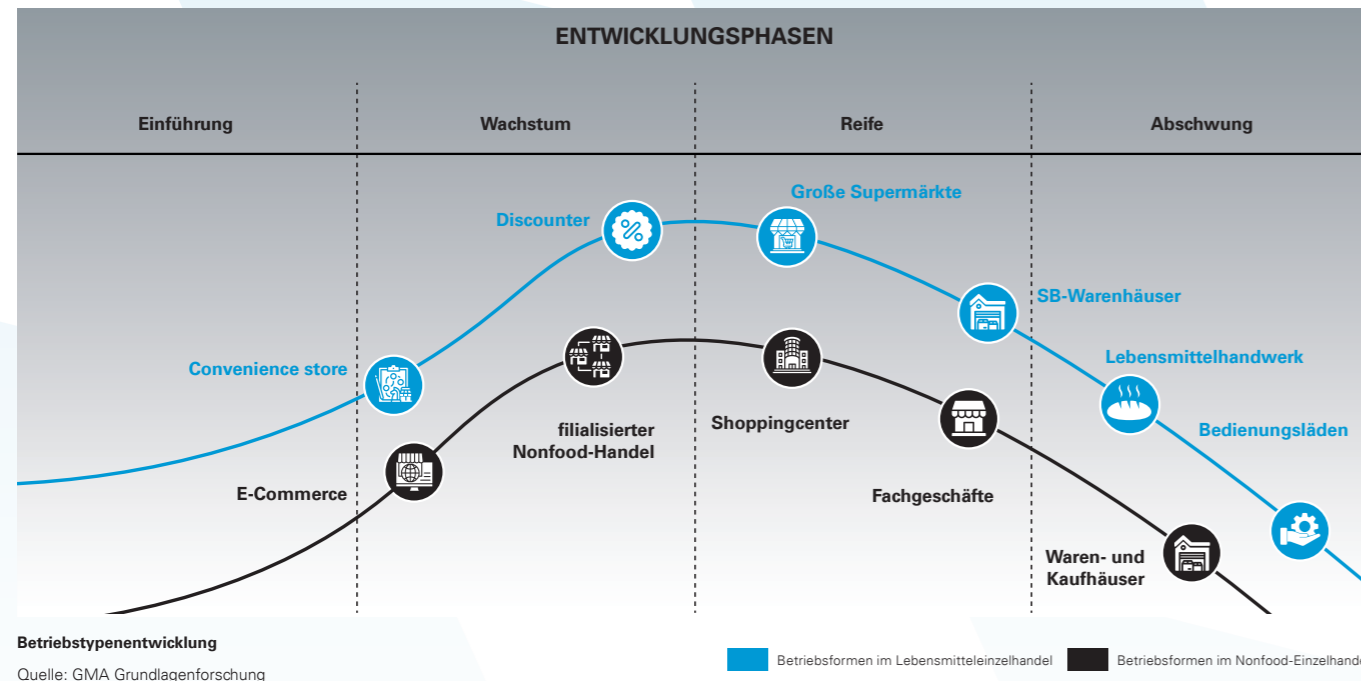 ENTWICKLUNGSPHASEN
Einführung
Wachstum
Reife
Abschwung
Große Supermärkte
Discounter
SB-Warenhäuser
Convenience store
Lebensmittelhandwerk
Bedienungsläden
filialisierter
Nonfood-Handel
Shoppingcenter
E-Commerce
Fachgeschäfte
Waren- und
Kaufhäuser
Betriebstypenentwicklung
Quelle: GMA Grundlagenforschung
Betriebsformen im Lebensmitteleinzelhandel
Betriebsformen im Nonfood-Einzelhande